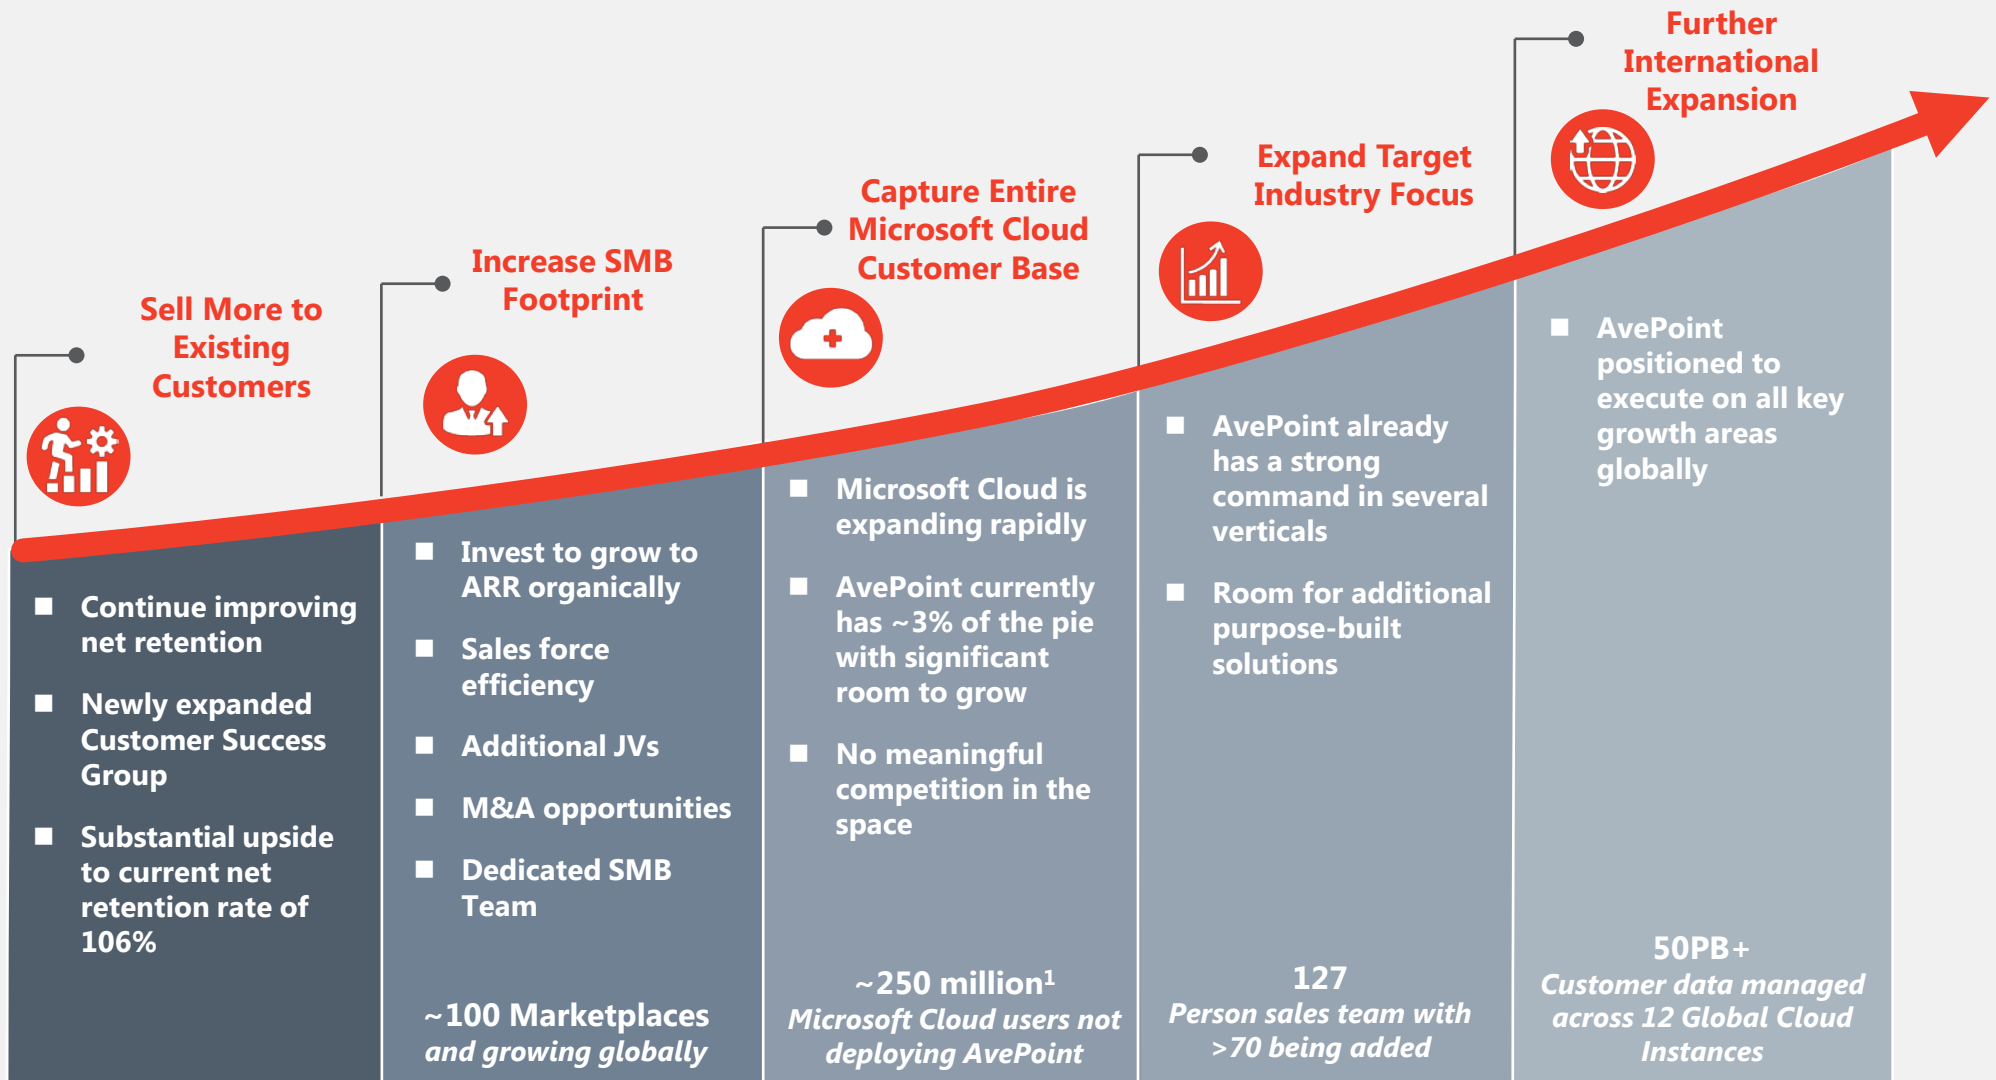 Sell More to
Existing
Customers
Continue improving
net retention
Newly expanded
Customer Success
Group
Substantial upside
to current net
retention rate of
106%
Increase SMB
Footprint
Invest to grow to
ARR organically
Sales force
efficiency
Additional JVs
M&A opportunities
Dedicated SMB
Team
~100 Marketplaces
and growing globally
Capture Entire
Microsoft Cloud
Customer Base
Microsoft Cloud is
expanding rapidly
AvePoint currently
has ~3% of the pie
with significant
room to grow
No meaningful
competition in the
space
~250 million¹
Microsoft Cloud users not
deploying AvePoint
Expand Target
Industry Focus
AvePoint already
has a strong
command in several
verticals
Room for additional
purpose-built
solutions
127
Person sales team with
>70 being added
Further
International
Expansion
AvePoint
positioned to
execute on all key
growth areas
globally
50PB+
Customer data managed
across 12 Global Cloud
Instances